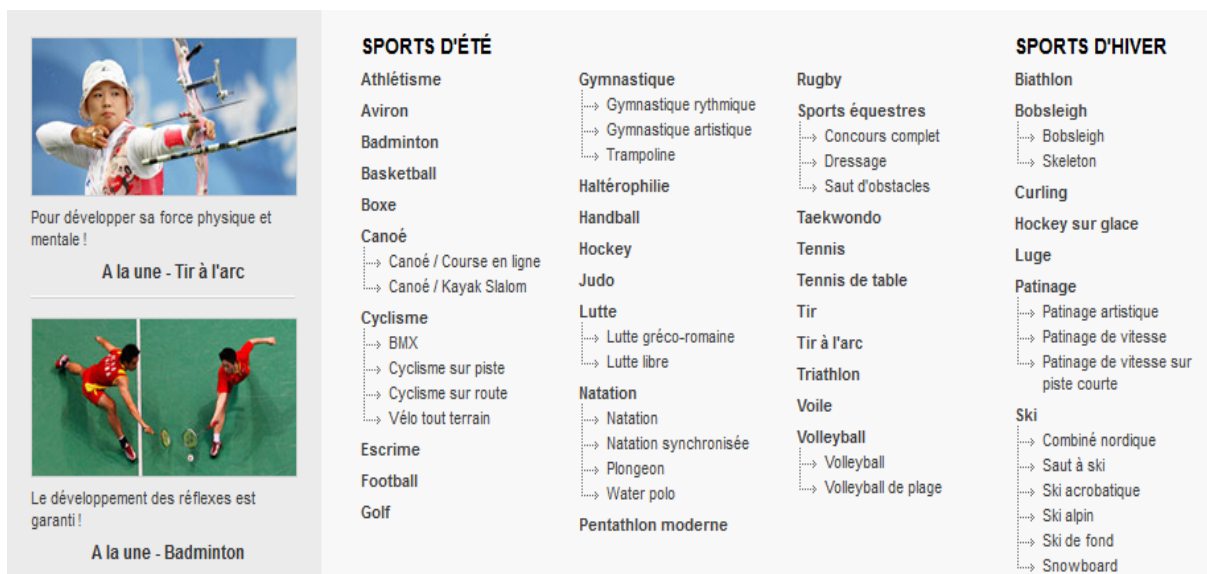 Pour développer sa force physique et
mentale !
A la une - Tir à l'arc
Le développement des réflexes est
garanti !
A la une - Badminton
SPORTS D'ÉTÉ
Athlétisme
Aviron
Badminton
Basketball
Boxe
Canoé
Canoé / Course en ligne
Canoé / Kayak Slalom
Cyclisme
BMX
Cyclisme sur piste
Cyclisme sur route
Vélo tout terrain
Escrime
Football
Golf
Gymnastique
Gymnastique rythmique
Gymnastique artistique
Trampoline
Haltérophilie
Handball
Hockey
Judo
Lutte
Lutte gréco-romaine
Lutte libre
Natation
Natation
Natation synchronisée
Plongeon
Water polo
Pentathlon moderne
Rugby
Sports équestres
Concours complet
Dressage
Saut d'obstacles
Taekwondo
Tennis
Tennis de table
Tir
Tir à l'arc
Triathlon
Voile
Volleyball
Volleyball
Volleyball de plage
SPORTS D'HIVER
Biathlon
Bobsleigh
Bobsleigh
Skeleton
Curling
Hockey sur glace
Luge
Patinage
Patinage artistique
Patinage de vitesse
Patinage de vitesse sur
piste courte
Ski
Combiné nordique
Saut à ski
Ski acrobatique
Ski alpin
Ski de fond
Snowboard